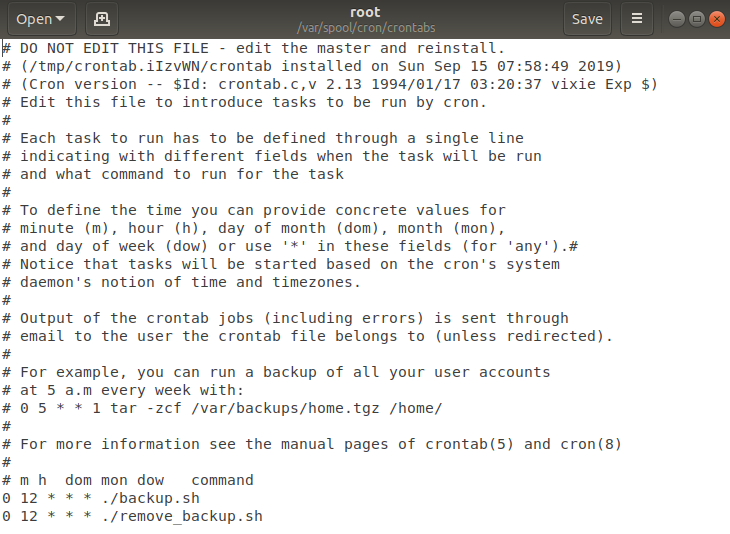 Open
root
/var/spool/cron/crontabs
Save
# DO NOT EDIT THIS FILE - edit the master and reinstall.
# (/tmp/crontab.iIzvWN/crontab installed on Sun Sep 15 07:58:49 2019)
# (Cron version -- $Id: crontab.c,v 2.13 1994/01/17 03:20:37 vixie Exp $)
# Edit this file to introduce tasks to be run by cron.
#
# Each task to run has to be defined through a single line
# indicating with different fields when the task will be run
# and what command to run for the task
#
# To define the time you can provide concrete values for
# minute (m), hour (h), day of month (dom), month (mon),
# and day of week (dow) or use '*' in these fields (for 'any').#
# Notice that tasks will be started based on the cron's system
# daemon's notion of time and timezones.
#
# Output of the crontab jobs (including errors) is sent through
# email to the user the crontab file belongs to (unless redirected).
#
# For example, you can run a backup of all your user accounts
# at 5 a.m every week with:
# 0 5 * * 1 tar -zcf /var/backups/home.tgz /home/
#
# For more information see the manual pages of crontab(5) and cron(8)
#
# m h  dom mon dow   command
0 12 * * * ./backup.sh
0 12 * * * ./remove_backup.sh